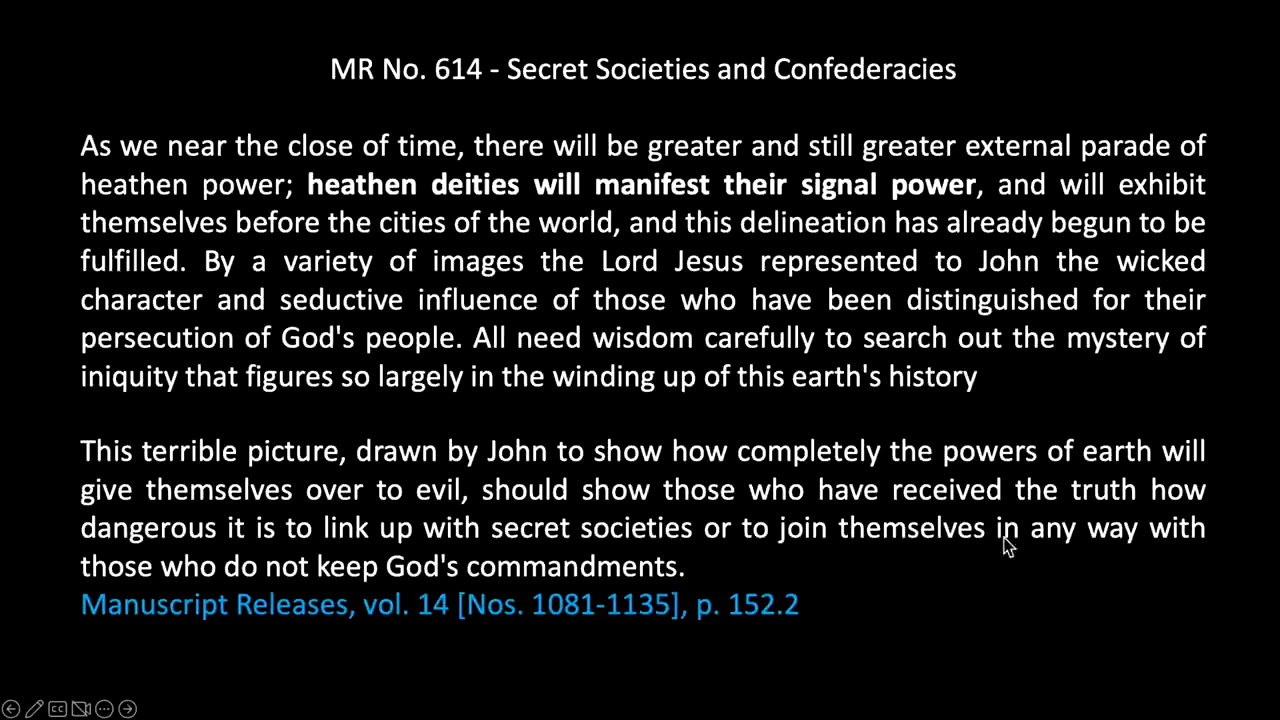 MR No. 614 - Secret Societies and Confederacies
As we near the close of time, there will be greater and still greater external parade of
heathen power; heathen deities will manifest their signal power, and will exhibit
themselves before the cities of the world, and this delineation has already begun to be
fulfilled. By a variety of images the Lord Jesus represented to John the wicked
character and seductive influence of those who have been distinguished for their
persecution of God's people. All need wisdom carefully to search out the mystery of
iniquity that figures so largely in the winding up of this earth's history
This terrible picture, drawn by John to show how completely the powers of earth will
give themselves over to evil, should show those who have received the truth how
dangerous it is to link up with secret societies or to join themselves in any way with
those who do not keep God's commandments.
Manuscript Releases, vol. 14 [Nos. 1081-1135], p. 152.2